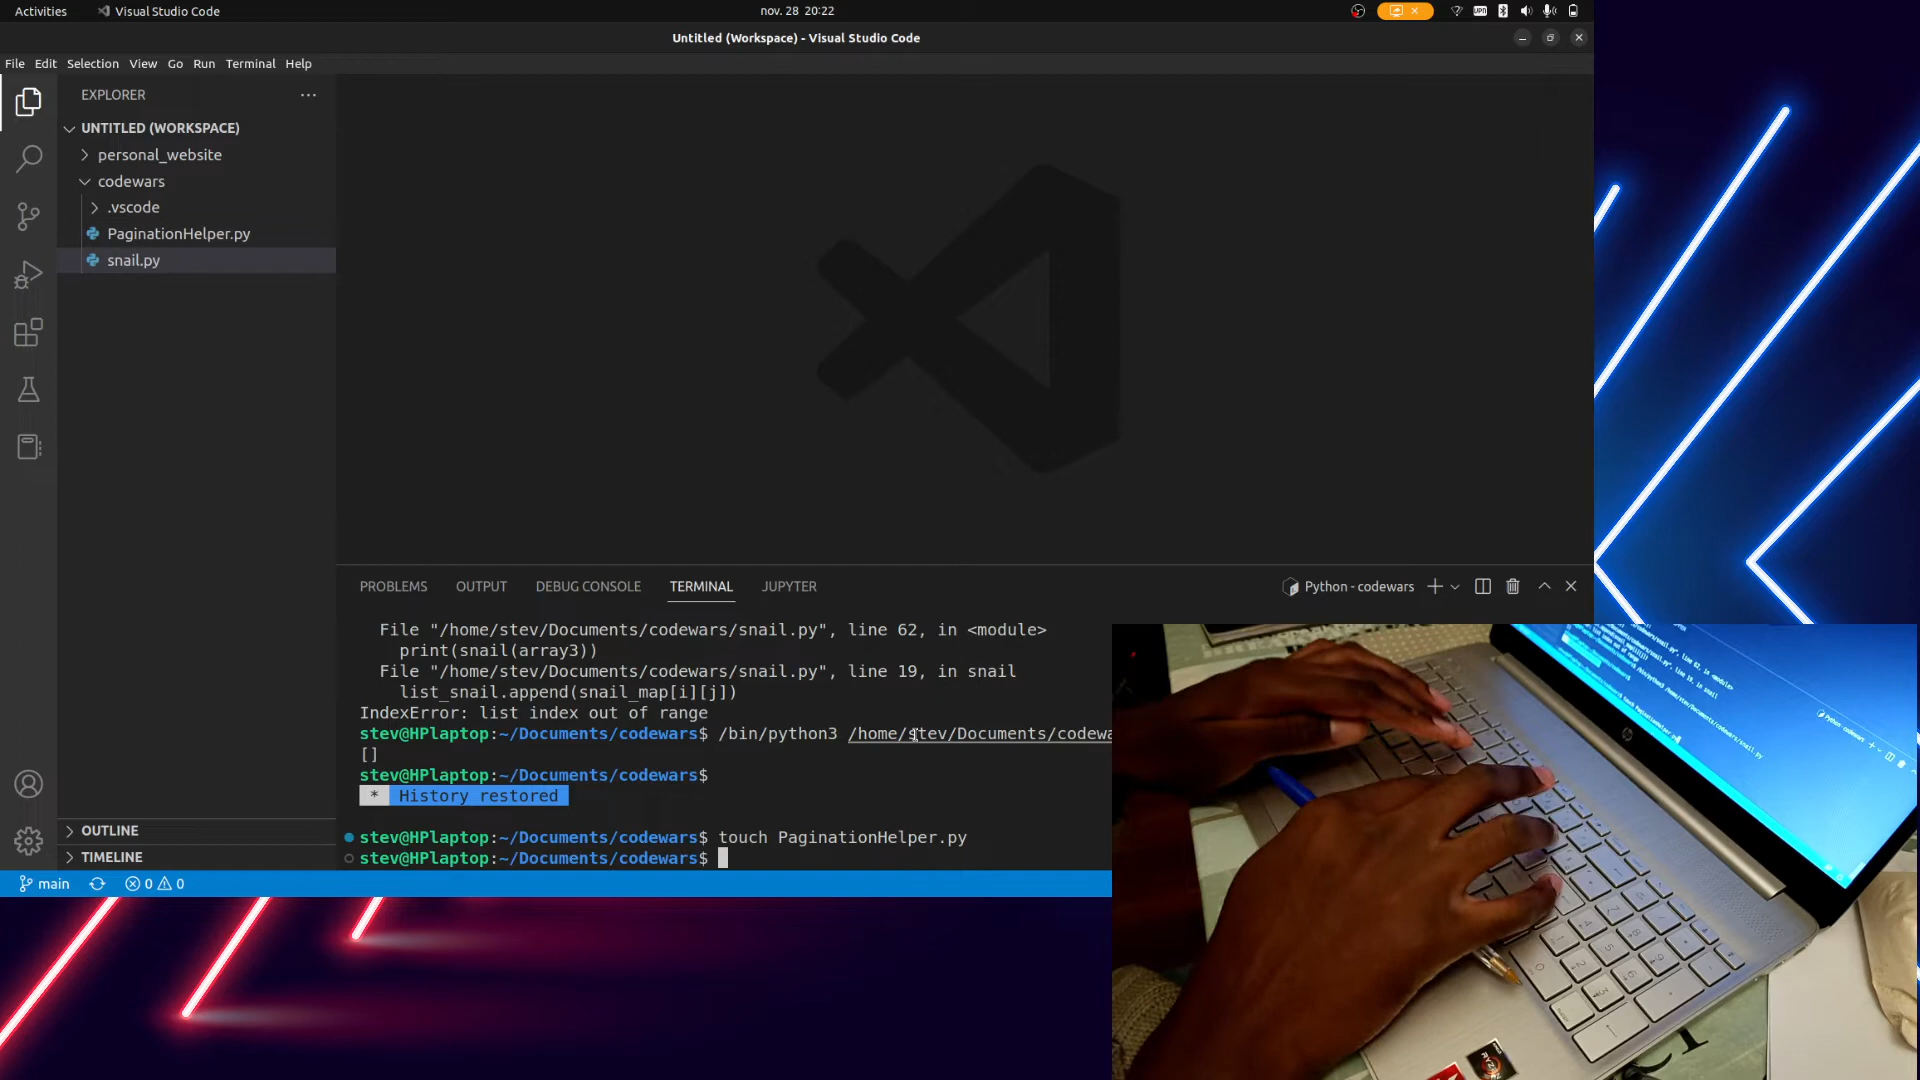 Activities
Visual Studio Code
nov. 28 20:22
Untitled (Workspace) - Visual Studio Code
File Edit Selection View Go Run Terminal Help
EXPLORER
UNTITLED (WORKSPACE)
personal_website
codewars
.vscode
PaginationHelper.py
snail.py
OUTLINE
TIMELINE
PROBLEMS OUTPUT DEBUG CONSOLE TERMINAL JUPYTER
Python - codewars
File "/home/stev/Documents/codewars/snail.py", line 62, in <module>
print(snail(array3))
File "/home/stev/Documents/codewars/snail.py", line 19, in snail
list_snail.append(snail_map[i][j])
IndexError: list index out of range
stev@HPlaptop:~/Documents/codewars$ /bin/python3 /home/stev/Documents/codewa
[]
stev@HPlaptop:~/Documents/codewars$
* History restored
stev@HPlaptop:~/Documents/codewars$ touch PaginationHelper.py
stev@HPlaptop:~/Documents/codewars$
main 0 0
VPN
RYZEN